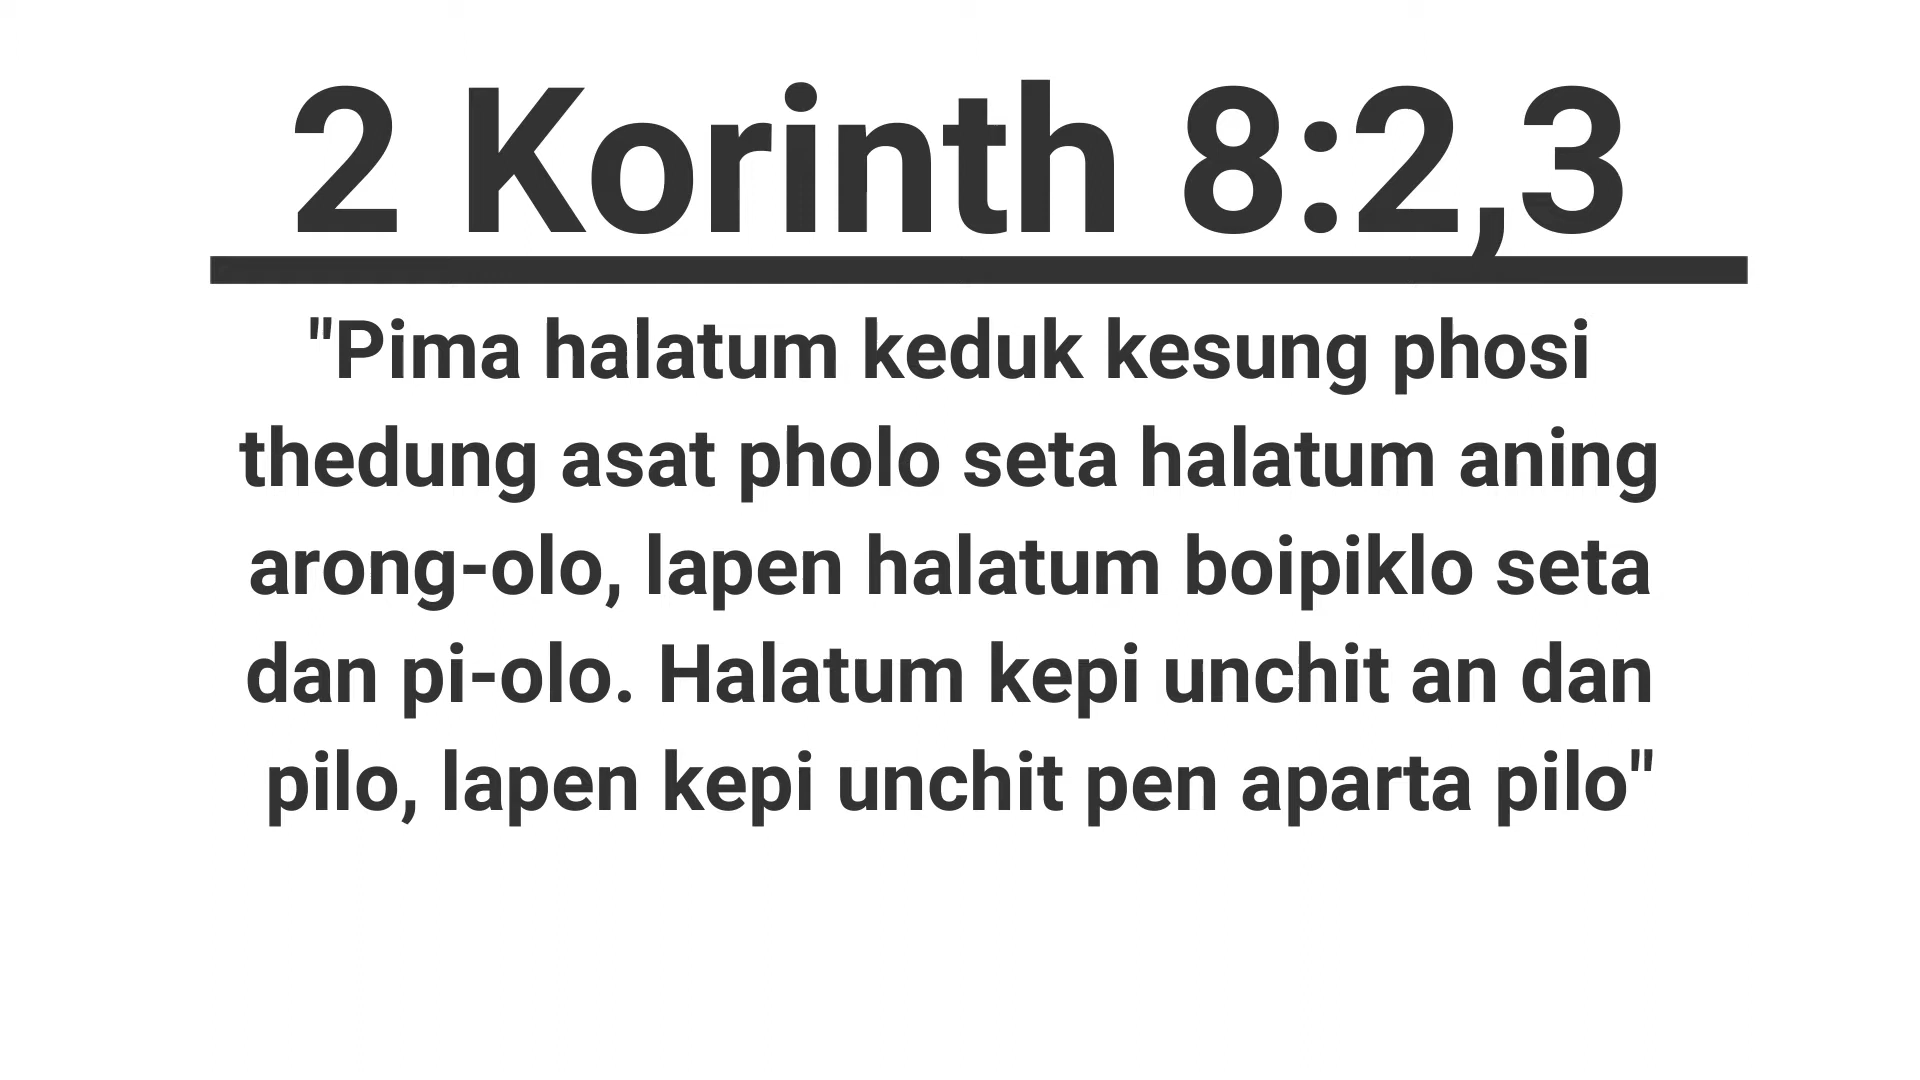 2 Korinth 8:2,3
"Pima halatum keduk kesung phosi
thedung asat pholo seta halatum aning
arong-olo, lapen halatum boipiklo seta
dan pi-olo. Halatum kepi unchit an dan
pilo, lapen kepi unchit pen aparta pilo"